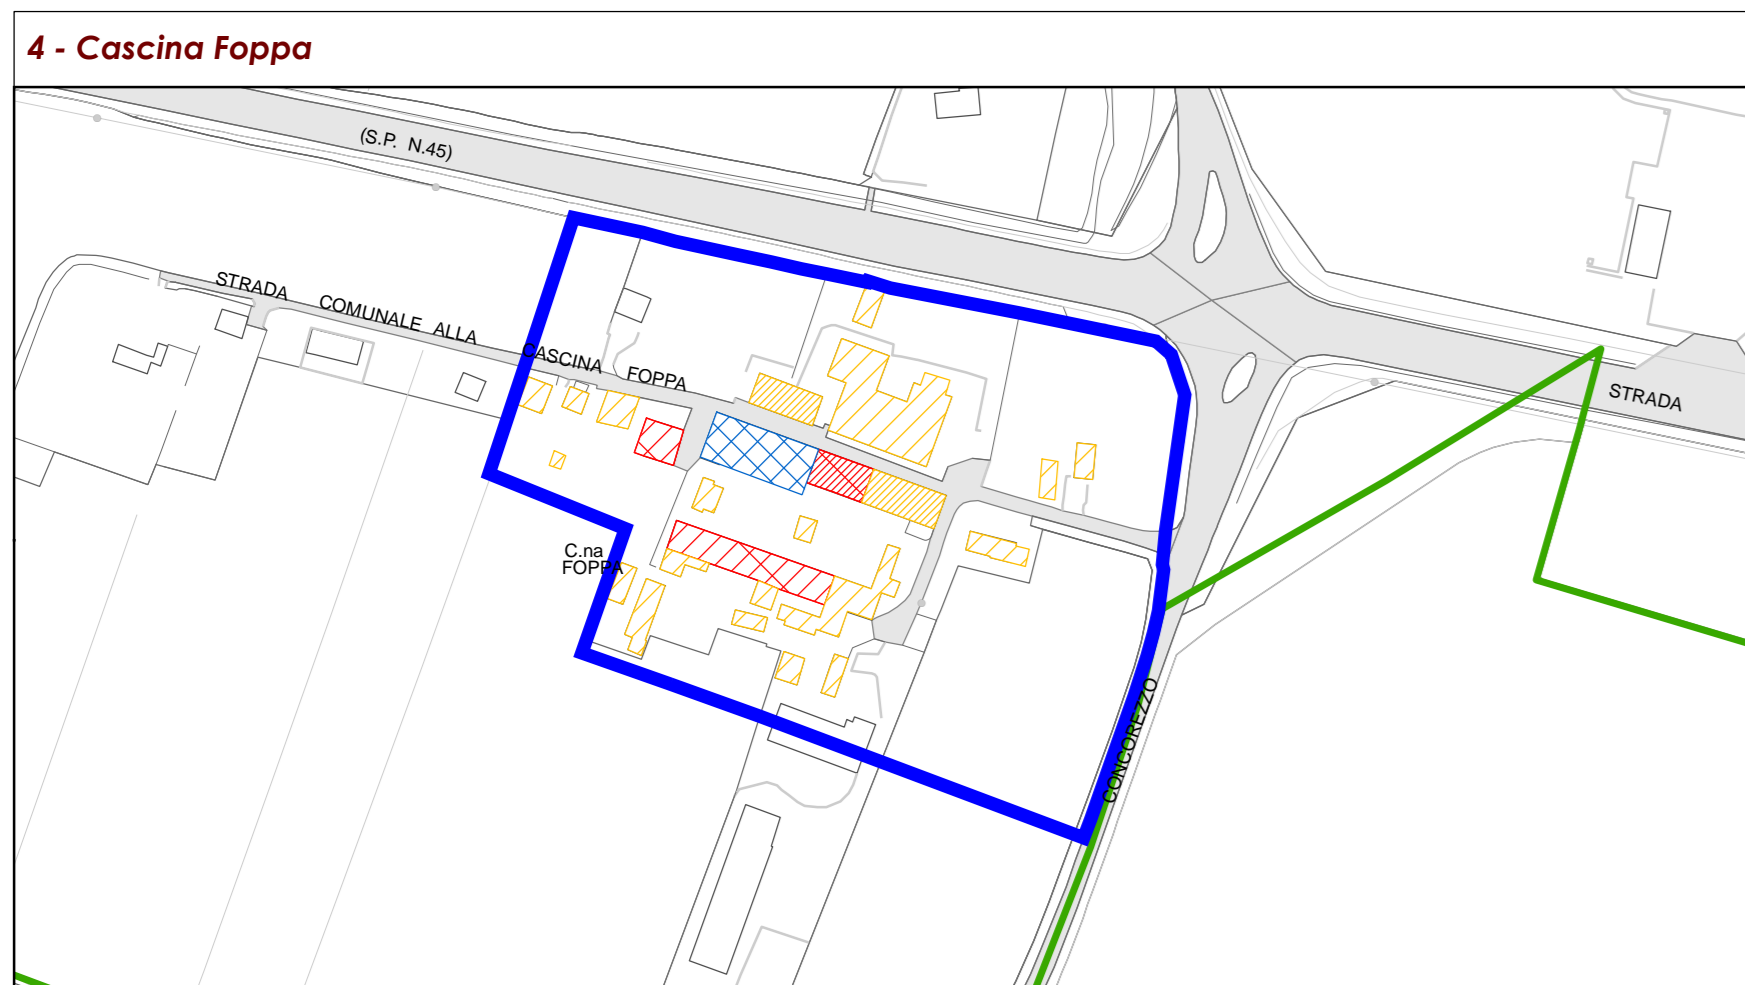 4 - Cascina Foppa
(S.P. N.45)
STRADA COMUNALE ALLA CASCINA FOPPA
STRADA
C.na
FOPPA
CONCOREZZO